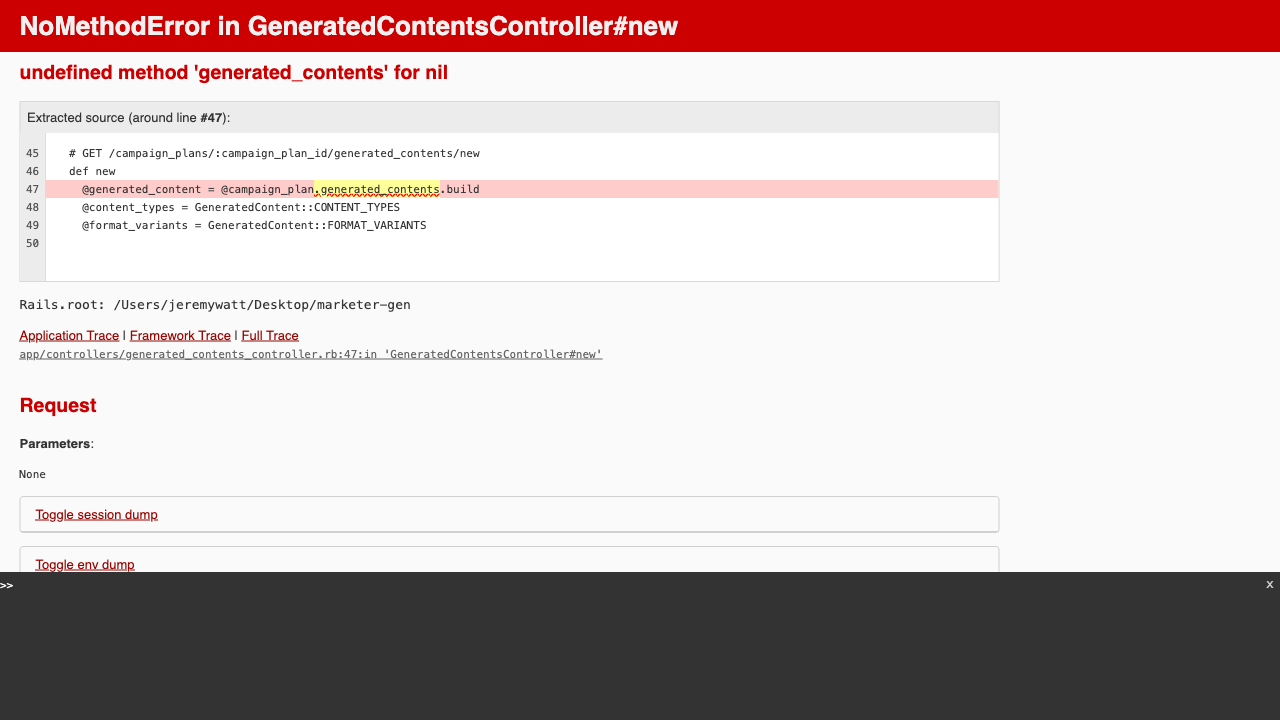 NoMethodError in GeneratedContentsController#new
undefined method 'generated_contents' for nil
Extracted source (around line #47):
45 # GET /campaign_plans/:campaign_plan_id/generated_contents/new
46 def new
47 @generated_content = @campaign_plan.generated_contents.build
48 @content_types = GeneratedContent::CONTENT_TYPES
49 @format_variants = GeneratedContent::FORMAT_VARIANTS
50
Rails.root: /Users/jeremywatt/Desktop/marketer-gen
Application Trace | Framework Trace | Full Trace
app/controllers/generated_contents_controller.rb:47:in 'GeneratedContentsController#new'
Request
Parameters:
None
Toggle session dump
Toggle env dump
>> x